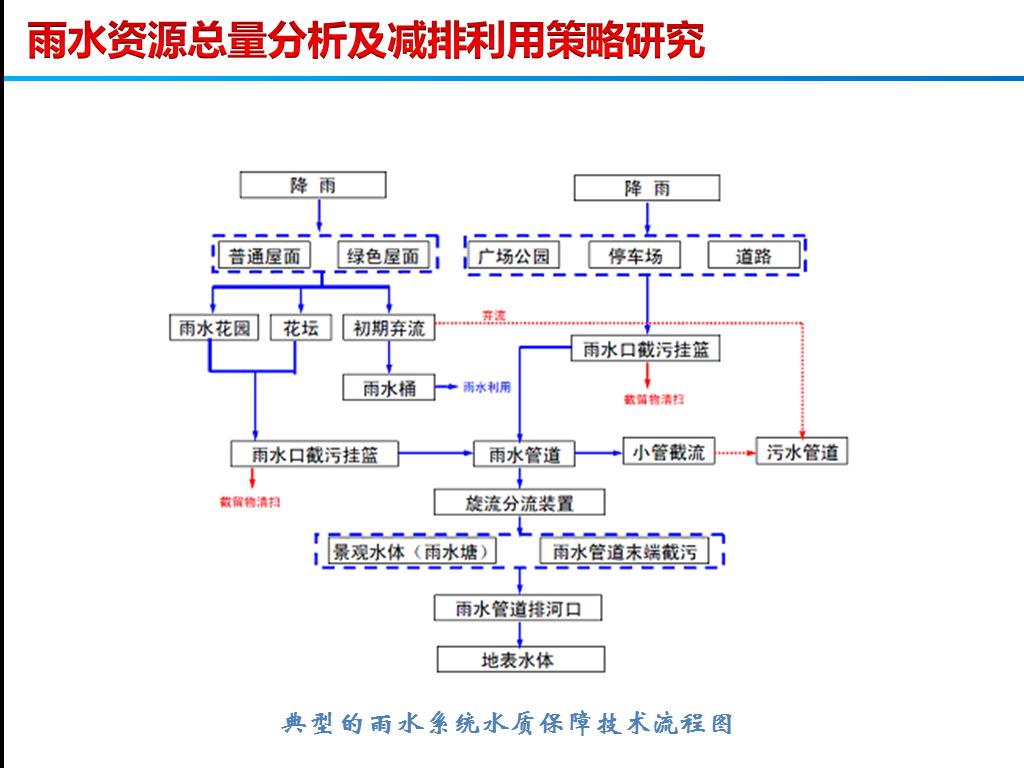 雨水资源总量分析及减排利用策略研究
降 雨
降 雨
普通屋面
绿色屋面
广场公园
停车场
道路
雨水花园
花坛
初期弃流
弃流
雨水口截污挂篮
雨水桶
雨水利用
截留物清扫
雨水口截污挂篮
雨水管道
小管截流
污水管道
截留物清扫
旋流分流装置
景观水体（雨水塘）
雨水管道末端截污
雨水管道排河口
地表水体
典型的雨水系统水质保障技术流程图